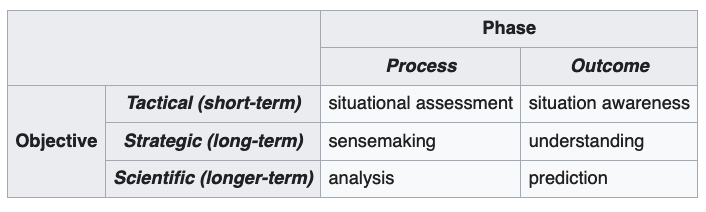 Phase
Process Outcome
Objective Tactical (short-term) situational assessment situation awareness
Strategic (long-term) sensemaking understanding
Scientific (longer-term) analysis prediction